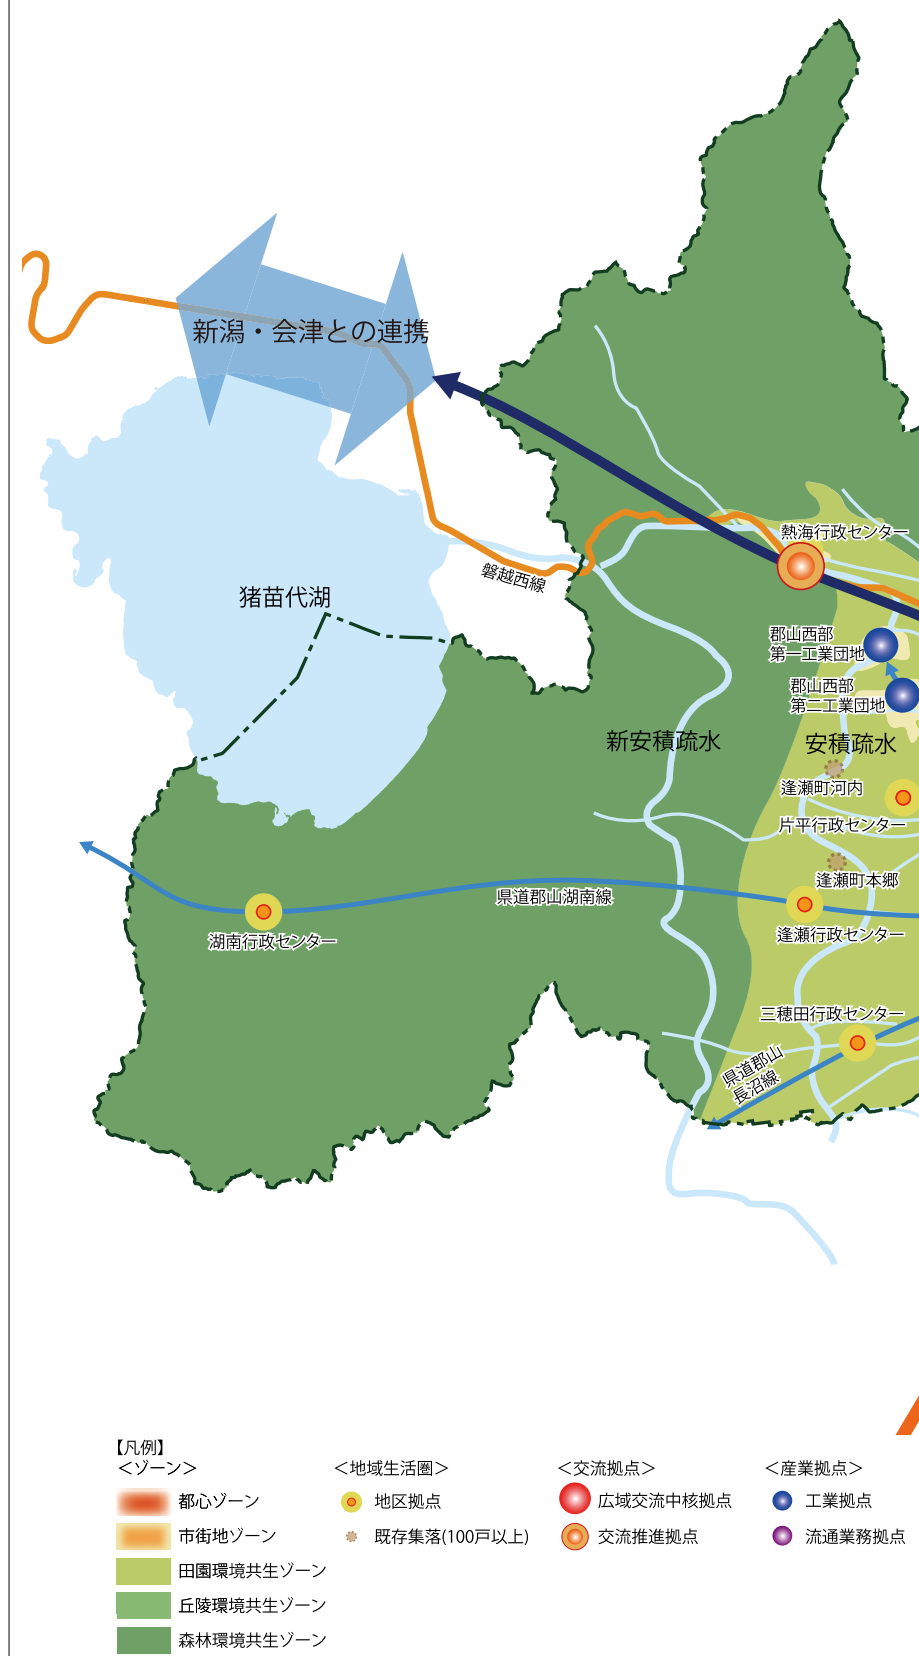 新潟・会津との連携
熱海行政センター
磐越西線
猪苗代湖
郡山西部
第一工業団地
郡山西部
第二工業団地
新安積疏水
安積疏水
逢瀬町河内
片平行政センター
逢瀬町本郷
県道郡山湖南線
逢瀬行政センター
湖南行政センター
三穂田行政センター
県道郡山
長沼線
【凡例】
＜ゾーン＞
都心ゾーン
市街地ゾーン
田園環境共生ゾーン
丘陵環境共生ゾーン
森林環境共生ゾーン
＜地域生活圏＞
地区拠点
既存集落(100戸以上)
＜交流拠点＞
広域交流中核拠点
交流推進拠点
＜産業拠点＞
工業拠点
流通業務拠点